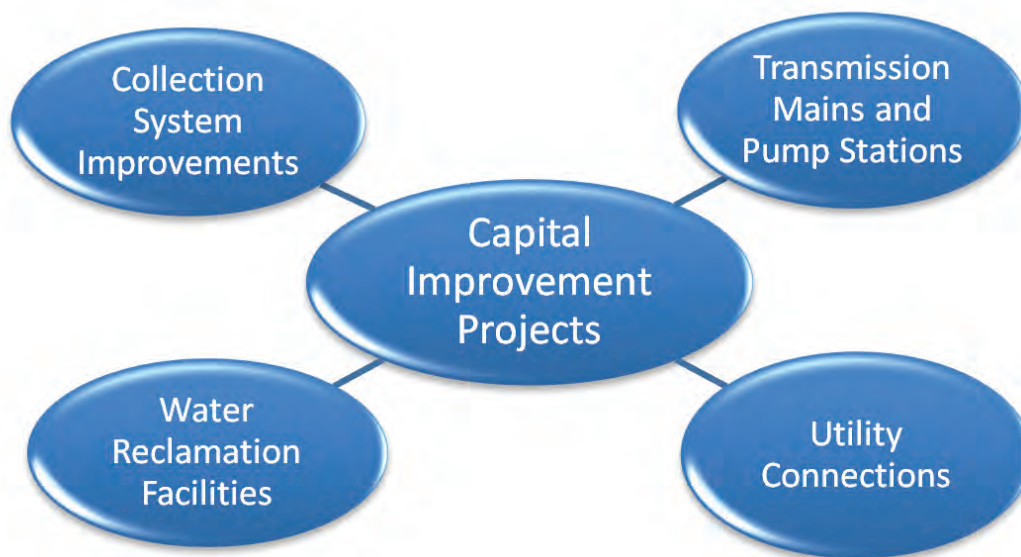 Collection
System
Improvements
Transmission
Mains and
Pump Stations
Capital
Improvement
Projects
Water
Reclamation
Facilities
Utility
Connections